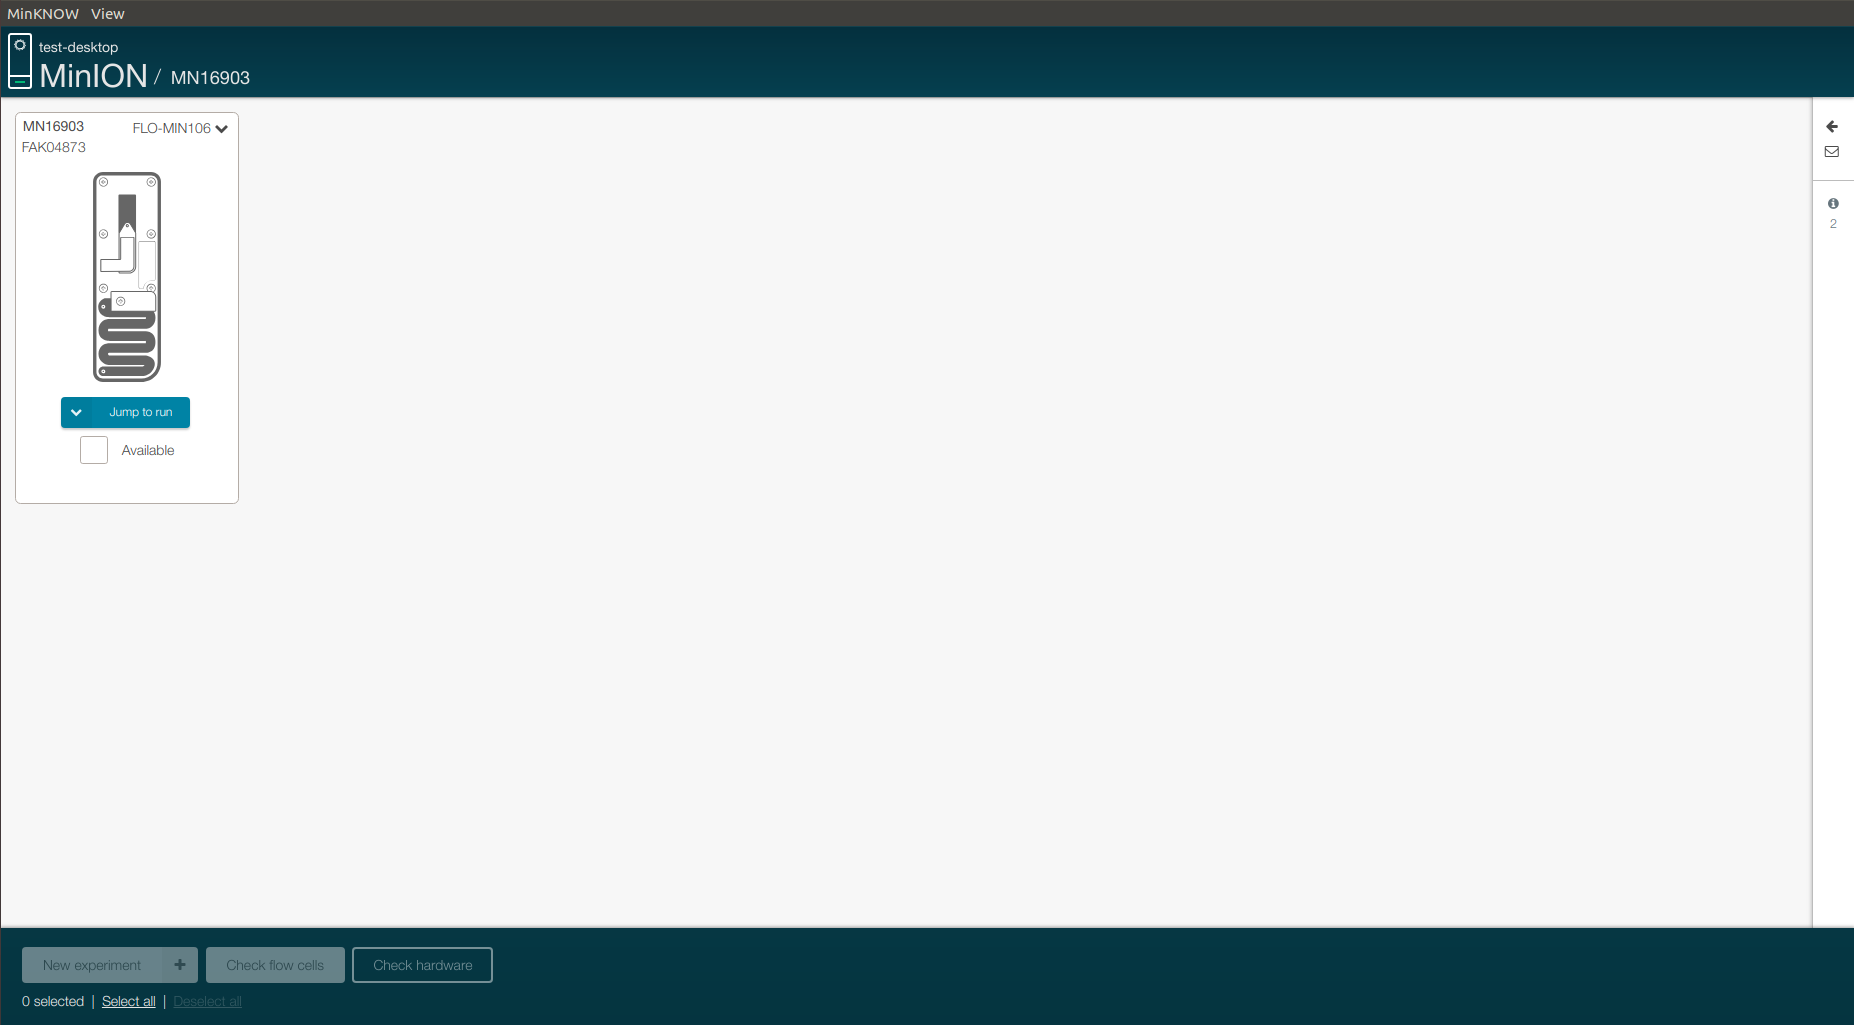 MinKNOW View
test-desktop
MinION / MN16903
MN16903 FLO-MIN106
FAK04873
Jump to run
Available
2
New experiment + Check flow cells Check hardware
0 selected | Select all | Deselect all